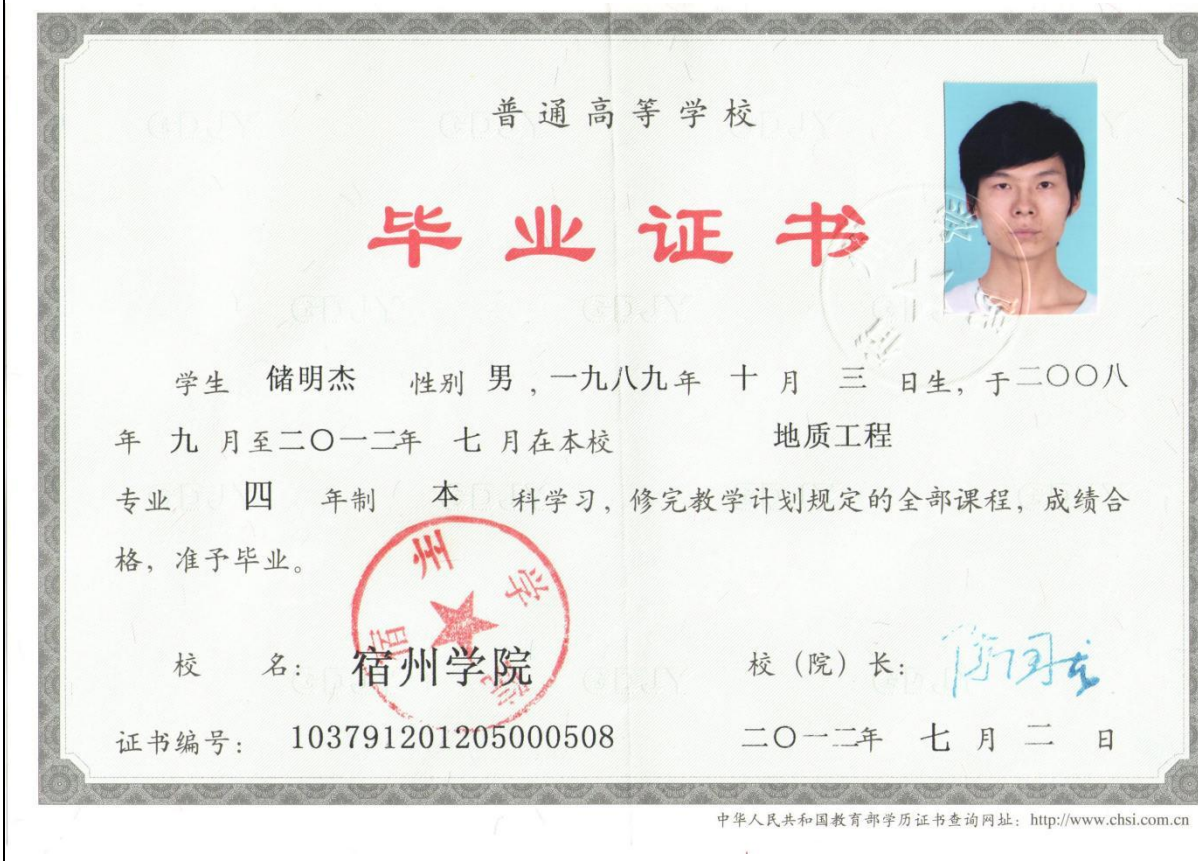 普通高等学校
毕业证书
学生 储明杰 性别 男，一九八九年 十 月 三 日生，于二〇〇八
年 九 月至二〇一二年 七 月在本校 地质工程
专业 四 年制 本 科学习，修完教学计划规定的全部课程，成绩合
格，准予毕业。
宿州学院
校 名：宿州学院 校（院）长：
证书编号：103791201205000508 二〇一二年 七 月 二 日
中华人民共和国教育部学历证书查询网址：http://www.chsi.com.cn